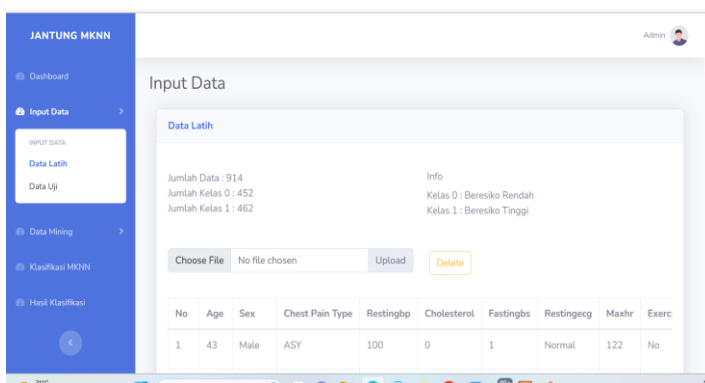 JANTUNG MKNN
Admin
Dashboard
Input Data
INPUT DATA
Data Latih
Data Uji
Data Mining
Klasifikasi MKNN
Hasil Klasifikasi
Input Data
Data Latih
Jumlah Data : 914
Jumlah Kelas 0 : 452
Jumlah Kelas 1 : 462
Info
Kelas 0 : Beresiko Rendah
Kelas 1 : Beresiko Tinggi
Choose File No file chosen Upload Delete
No Age Sex Chest Pain Type Restingbp Cholesterol Fastingbs Restingecg Maxhr Exerc
1 43 Male ASY 100 0 1 Normal 122 No